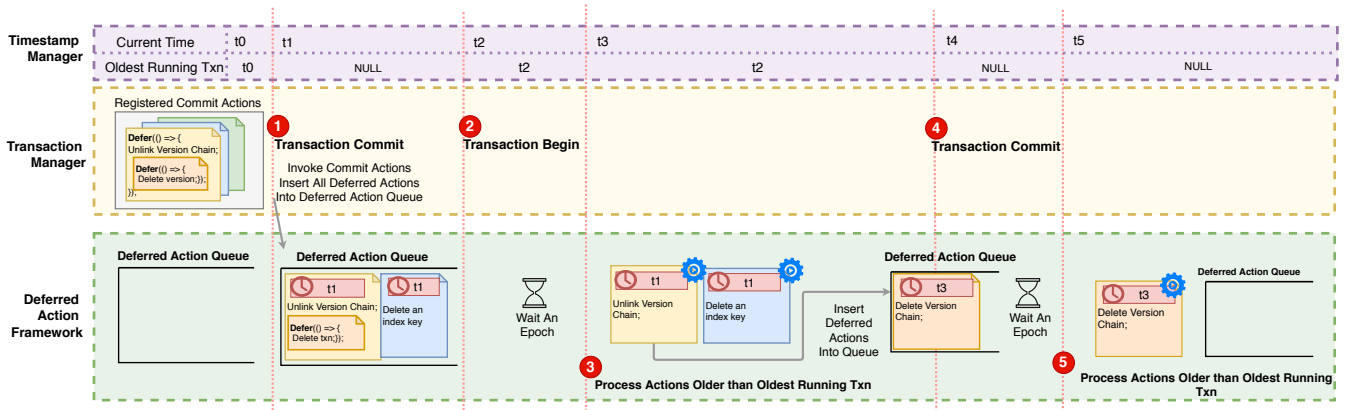 Timestamp
Manager
Current Time
t0
t1
t2
t3
t4
t5
Oldest Running Txn
t0
NULL
t2
t2
NULL
NULL
Transaction
Manager
Registered Commit Actions
Defer(() => {
Unlink Version Chain;
Defer(() => {
Delete version;});
});
1
Transaction Commit
Invoke Commit Actions
Insert All Deferred Actions
Into Deferred Action Queue
2
Transaction Begin
4
Transaction Commit
Deferred
Action
Framework
Deferred Action Queue
Deferred Action Queue
t1
Unlink Version Chain;
Defer(() => {
Delete txn;});
t1
Delete an
index key
Wait An
Epoch
t1
Unlink Version
Chain;
t1
Delete an
index key
3
Process Actions Older than Oldest Running Txn
Insert
Deferred
Actions
Into Queue
Deferred Action Queue
t3
Delete Version
Chain;
Wait An
Epoch
t3
Delete Version
Chain;
Deferred Action Queue
5
Process Actions Older than Oldest Running
Txn